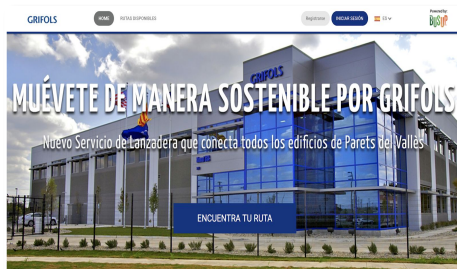 GRIFOLS
HOME
RUTAS DISPONIBLES
Registrarse
INICIAR SESIÓN
ES
Powered by:
BUSUP
GRIFOLS
MUÉVETE DE MANERA SOSTENIBLE POR GRIFOLS
Nuevo Servicio de Lanzadera que conecta todos los edificios de Parets del Vallès
ENCUENTRA TU RUTA